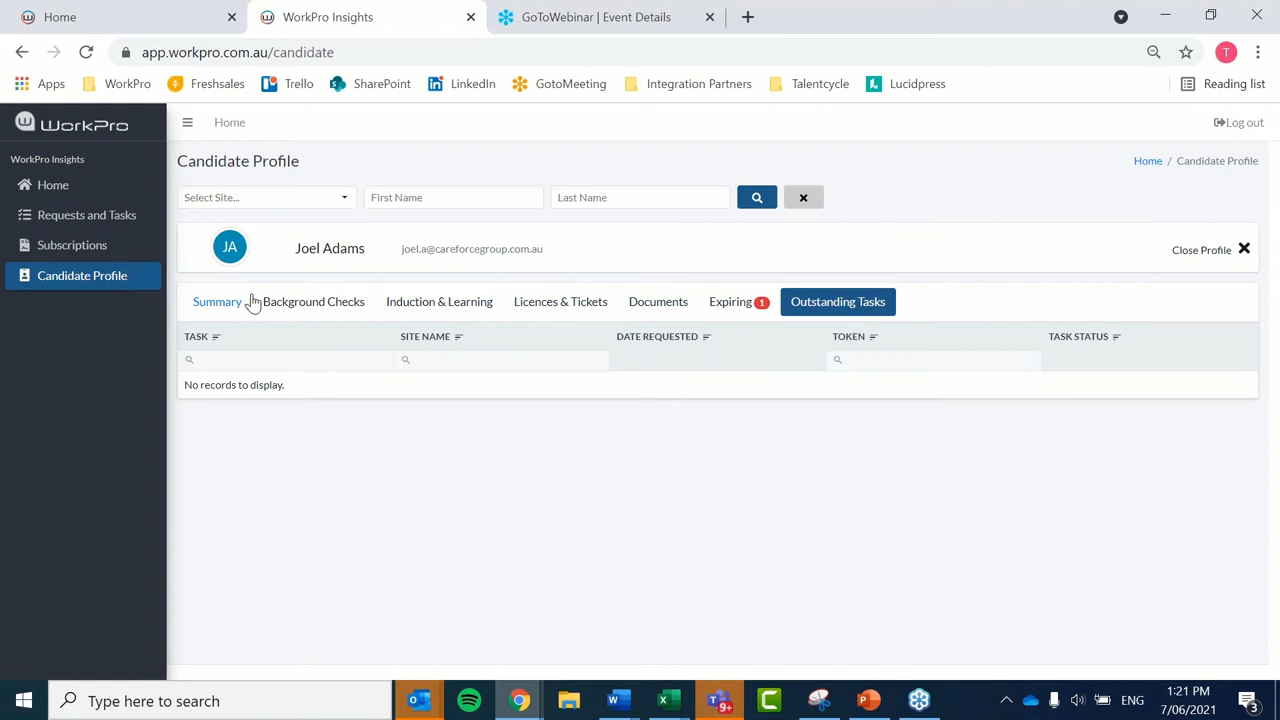 Home
WorkPro Insights
GoToWebinar | Event Details
app.workpro.com.au/candidate
T
Apps
WorkPro
Freshsales
Trello
SharePoint
LinkedIn
GotoMeeting
Integration Partners
Talentcycle
Lucidpress
Reading list
WorkPro
Home
Log out
WorkPro Insights
Home
Requests and Tasks
Subscriptions
Candidate Profile
Candidate Profile
Home / Candidate Profile
Select Site...
First Name
Last Name
JA
Joel Adams
joel.a@careforcegroup.com.au
Close Profile
Summary
Background Checks
Induction & Learning
Licences & Tickets
Documents
Expiring 1
Outstanding Tasks
TASK
SITE NAME
DATE REQUESTED
TOKEN
TASK STATUS
No records to display.
Type here to search
9+
ENG
1:21 PM
7/06/2021
3